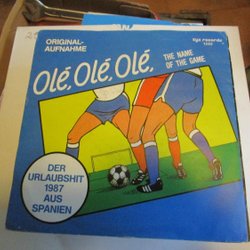 ORIGINAL-
AUFNAHME
Olé, Olé, Olé,
THE NAME
OF THE GAME
DER
URLAUBSHIT
1987
AUS
SPANIEN